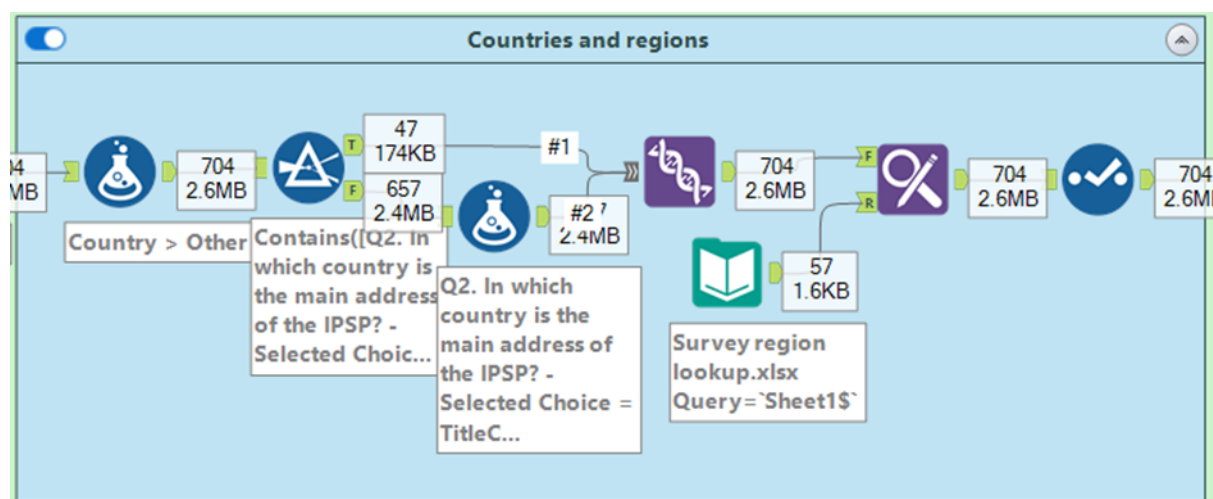 Countries and regions
04
MB
704
2.6MB
Country > Other
T
F
47
174KB
657
2.4MB
Contains([Q2. In
which country is
the main address
of the IPSP? -
Selected Choic...
#1
#2
2.4MB
Q2. In which
country is the
main address of
the IPSP? -
Selected Choice =
TitleC...
704
2.6MB
57
1.6KB
Survey region
lookup.xlsx
Query=`Sheet1$`
F
R
704
2.6MB
704
2.6M